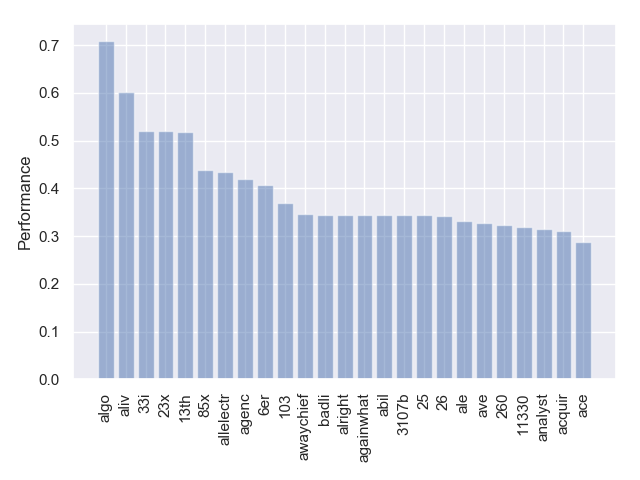 Performance
0.7
0.6
0.5
0.4
0.3
0.2
0.1
0.0
algo
aliv
33i
23x
13th
85x
allelectr
agenc
6er
103
awaychief
badli
alright
againwhat
abil
3107b
25
26
ale
ave
260
11330
analyst
acquir
ace